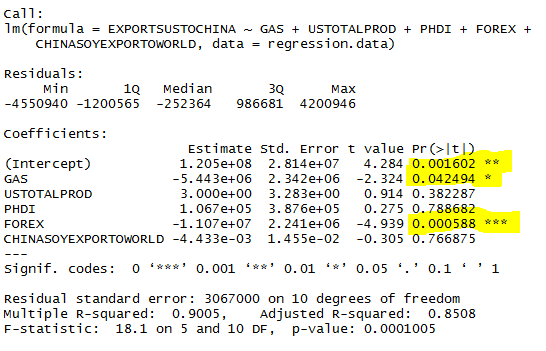 Call:
lm(formula = EXPORTSUSTOCHINA ~ GAS + USTOTALPROD + PHDI + FOREX +
    CHINASOYEXPORTOWORLD, data = regression.data)
Residuals:
     Min       1Q   Median       3Q      Max
-4550940 -1200565  -252364   986681  4200946
Coefficients:
                       Estimate Std. Error t value Pr(>|t|)
(Intercept)           1.205e+08  2.814e+07   4.284 0.001602 **
GAS                  -5.443e+06  2.342e+06  -2.324 0.042494 *
USTOTALPROD           3.000e+00  3.283e+00   0.914 0.382287
PHDI                  1.067e+05  3.876e+05   0.275 0.788682
FOREX                -1.107e+07  2.241e+06  -4.939 0.000588 ***
CHINASOYEXPORTOWORLD -4.433e-03  1.455e-02  -0.305 0.766875
---
Signif. codes:  0 ‘***’ 0.001 ‘**’ 0.01 ‘*’ 0.05 ‘.’ 0.1 ‘ ’ 1
Residual standard error: 3067000 on 10 degrees of freedom
Multiple R-squared:  0.9005,    Adjusted R-squared:  0.8508
F-statistic:  18.1 on 5 and 10 DF,  p-value: 0.0001005